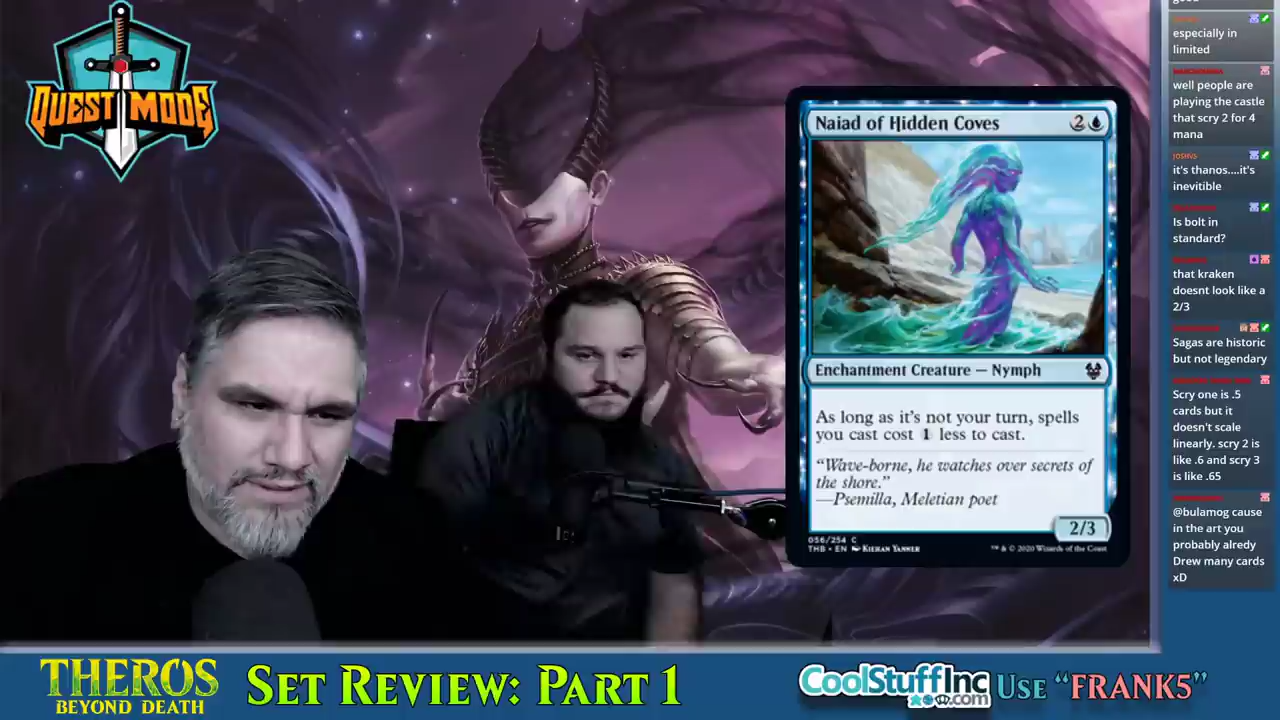 QUEST MODE
Naiad of Hidden Coves 2
Enchantment Creature — Nymph
As long as it's not your turn, spells
you cast cost 1 less to cast.
"Wave-borne, he watches over secrets of
the shore."
—Psemilla, Meletian poet
2/3
056/254 C
THB • EN Kieran Yanner
™ & © 2020 Wizards of the Coast
especially in
limited
well people are
playing the castle
that scry 2 for 4
mana
it's thanos....it's
inevitible
Is bolt in
standard?
that kraken
doesnt look like a
2/3
Sagas are historic
but not legendary
Scry one is .5
cards but it
doesn't scale
linearly. scry 2 is
like .6 and scry 3
is like .65
@bulamog cause
in the art you
probably alredy
Drew many cards
xD
THEROS
BEYOND DEATH
SET REVIEW: PART 1
CoolStuffInc
.com
USE "FRANK5"